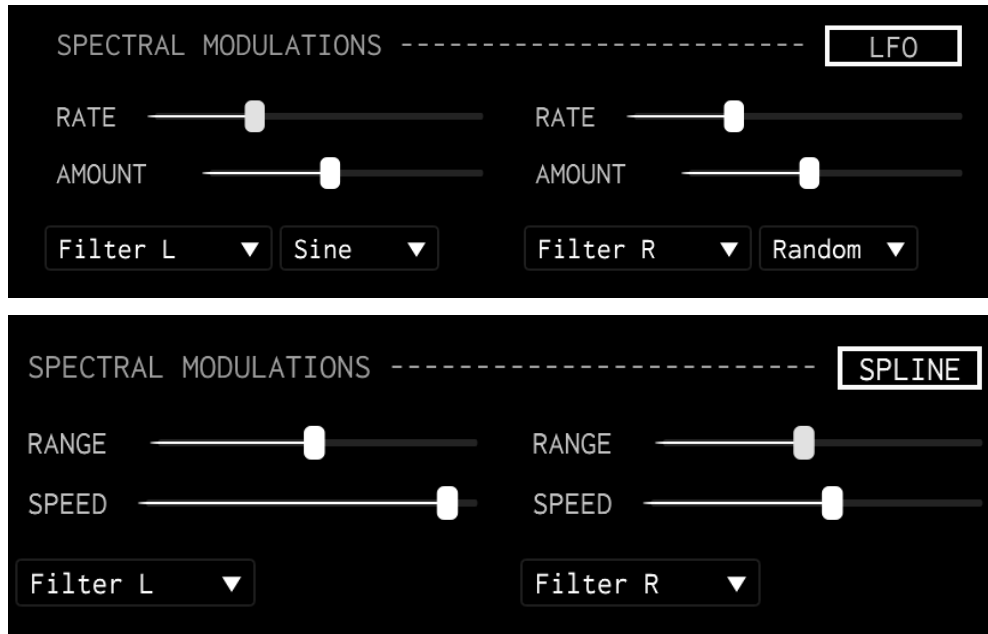 SPECTRAL MODULATIONS ------------------------- LFO
RATE RATE
AMOUNT AMOUNT
Filter L ▼ Sine ▼ Filter R ▼ Random ▼
SPECTRAL MODULATIONS -------------------------- SPLINE
RANGE RANGE
SPEED SPEED
Filter L ▼ Filter R ▼